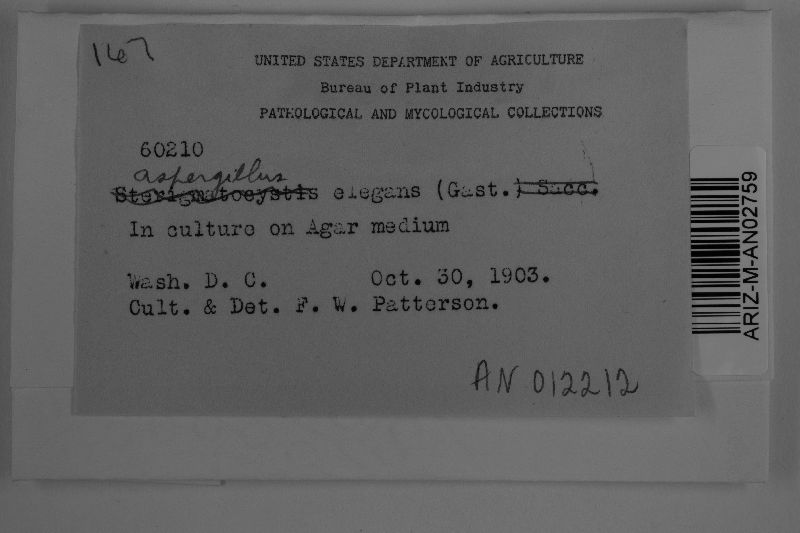 167
UNITED STATES DEPARTMENT OF AGRICULTURE
Bureau of Plant Industry
PATHOLOGICAL AND MYCOLOGICAL COLLECTIONS
60210
aspergillus
Sterigmatocystis elegans (Gast.) Sacc.
In culture on Agar medium
Wash. D. C. Oct. 30, 1903.
Cult. & Det. F. W. Patterson.
AN 012212
ARIZ-M-AN02759